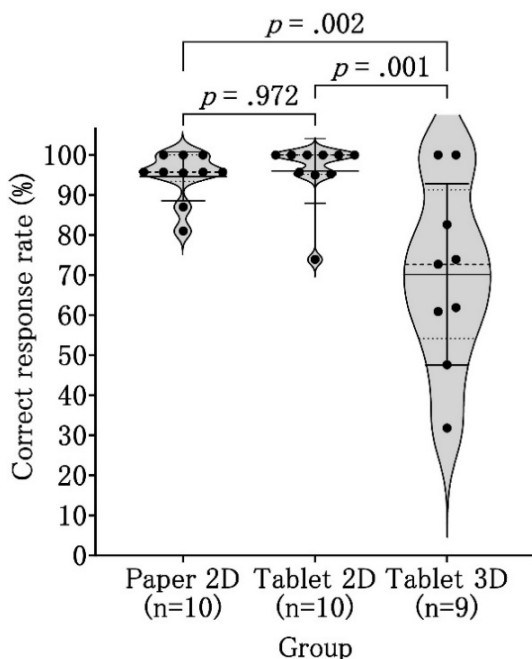 p = .002
p = .001
p = .972
Correct response rate (%)
100
90
80
70
60
50
40
30
20
10
0
Paper 2D Tablet 2D Tablet 3D
(n=10) (n=10) (n=9)
Group